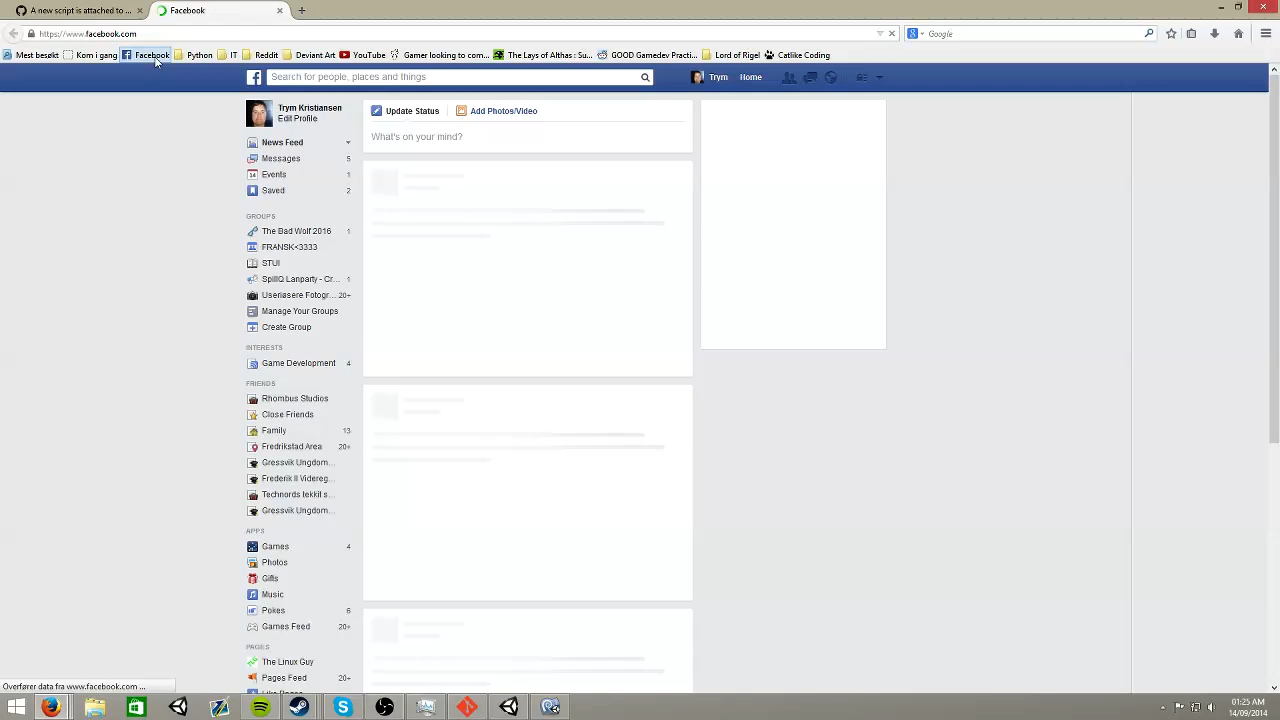 A new script is attached to ...
Facebook
https://www.facebook.com
Google
Mest besøkt
Kom i gang
Facebook
Python
IT
Reddit
Deviant Art
YouTube
Gamer looking to com...
The Lays of Althas : Su...
GOOD Gamedev Practi...
Lord of Rigel
Catlike Coding
Search for people, places and things
Trym
Home
Trym Kristiansen
Edit Profile
Update Status
Add Photos/Video
What's on your mind?
News Feed
Messages 5
Events 1
Saved 2
GROUPS
The Bad Wolf 2016 1
FRANSK<3333
STUI
SpillQ Lanparty - Cr... 1
Useriøsere Fotogr... 20+
Manage Your Groups
Create Group
INTERESTS
Game Development 4
FRIENDS
Rhombus Studios
Close Friends
Family 13
Fredrikstad Area 20+
Gressvik Ungdom...
Frederik II Videreg...
Technords tekkit s...
Gressvik Ungdom...
APPS
Games 4
Photos
Gifts
Music
Pokes 6
Games Feed 20+
PAGES
The Linux Guy
Pages Feed 20+
Like Pages
Overfører data fra www.facebook.com ...
01:25 AM
14/09/2014